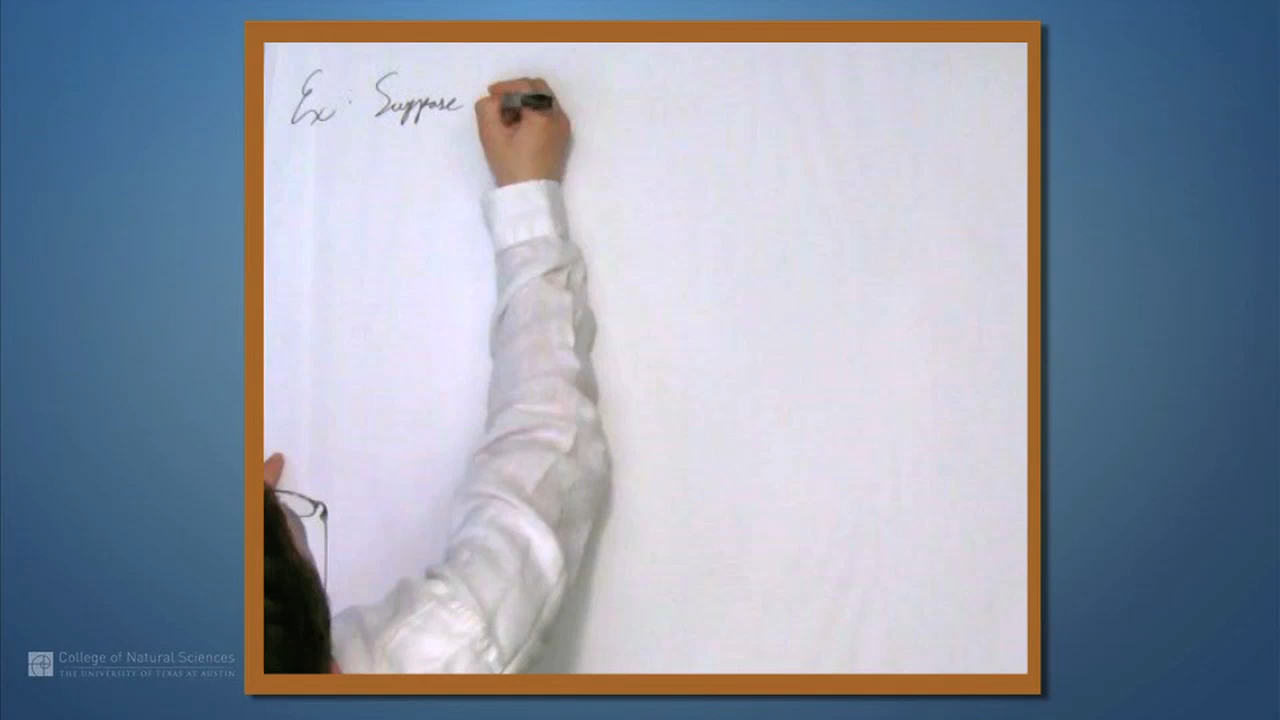 Ex: Suppose
College of Natural Sciences
THE UNIVERSITY OF TEXAS AT AUSTIN